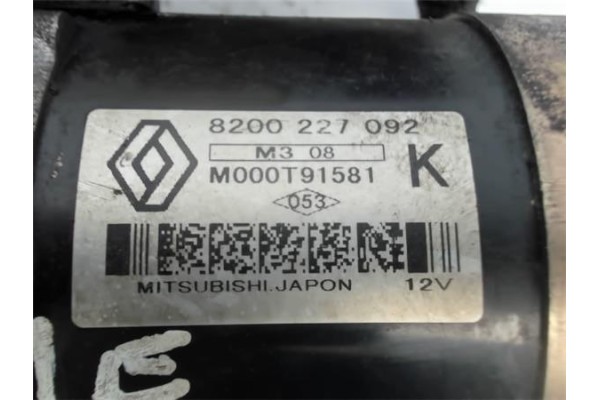 8200 227 092
M3 08
M000T91581 K
053
MITSUBISHI.JAPON 12V